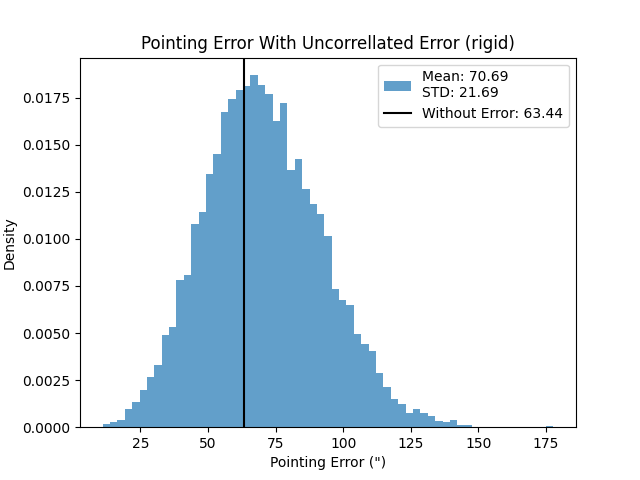 Pointing Error With Uncorrellated Error (rigid)
Mean: 70.69
STD: 21.69
Without Error: 63.44
Density
0.0175
0.0150
0.0125
0.0100
0.0075
0.0050
0.0025
0.0000
25 50 75 100 125 150 175
Pointing Error (")